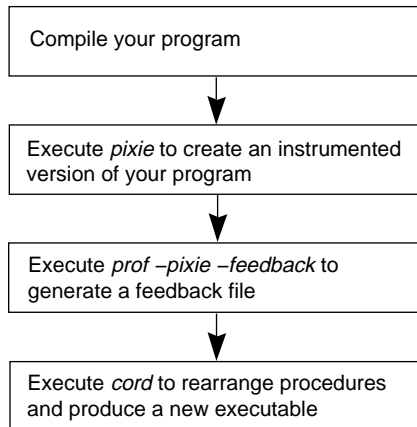 Compile your program
Execute pixie to create an instrumented
version of your program
Execute prof –pixie –feedback to
generate a feedback file
Execute cord to rearrange procedures
and produce a new executable